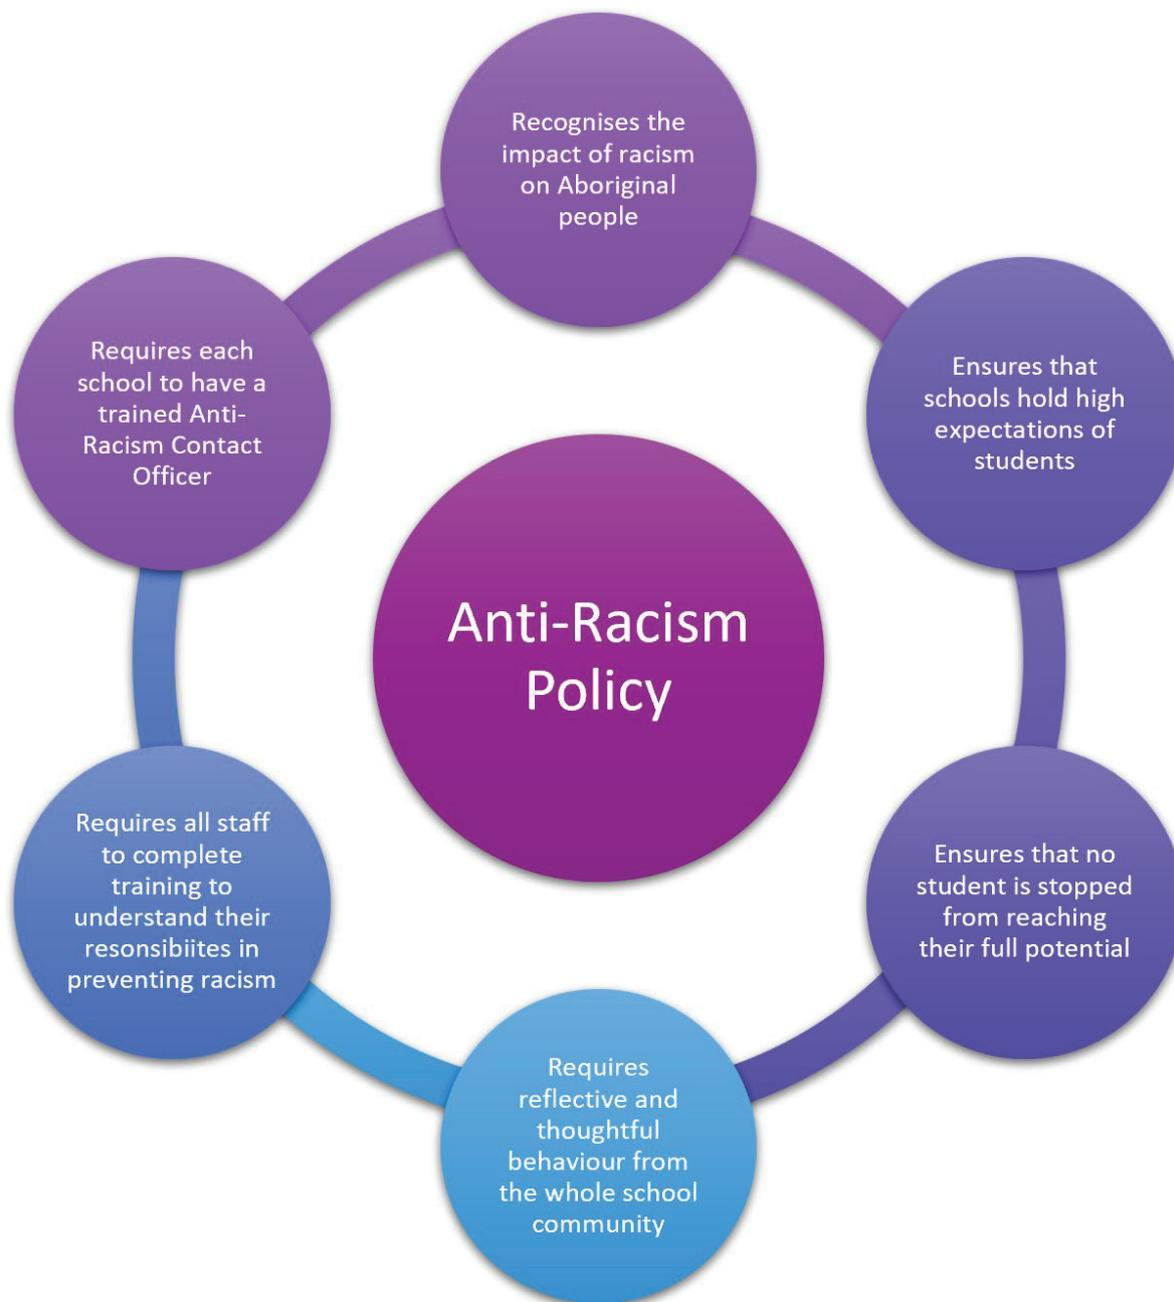 Recognises the
impact of racism
on Aboriginal
people
Ensures that
schools hold high
expectations of
students
Ensures that no
student is stopped
from reaching
their full potential
Requires
reflective and
thoughtful
behaviour from
the whole school
community
Requires all staff
to complete
training to
understand their
resonsibiites in
preventing racism
Requires each
school to have a
trained Anti-
Racism Contact
Officer
Anti-Racism
Policy